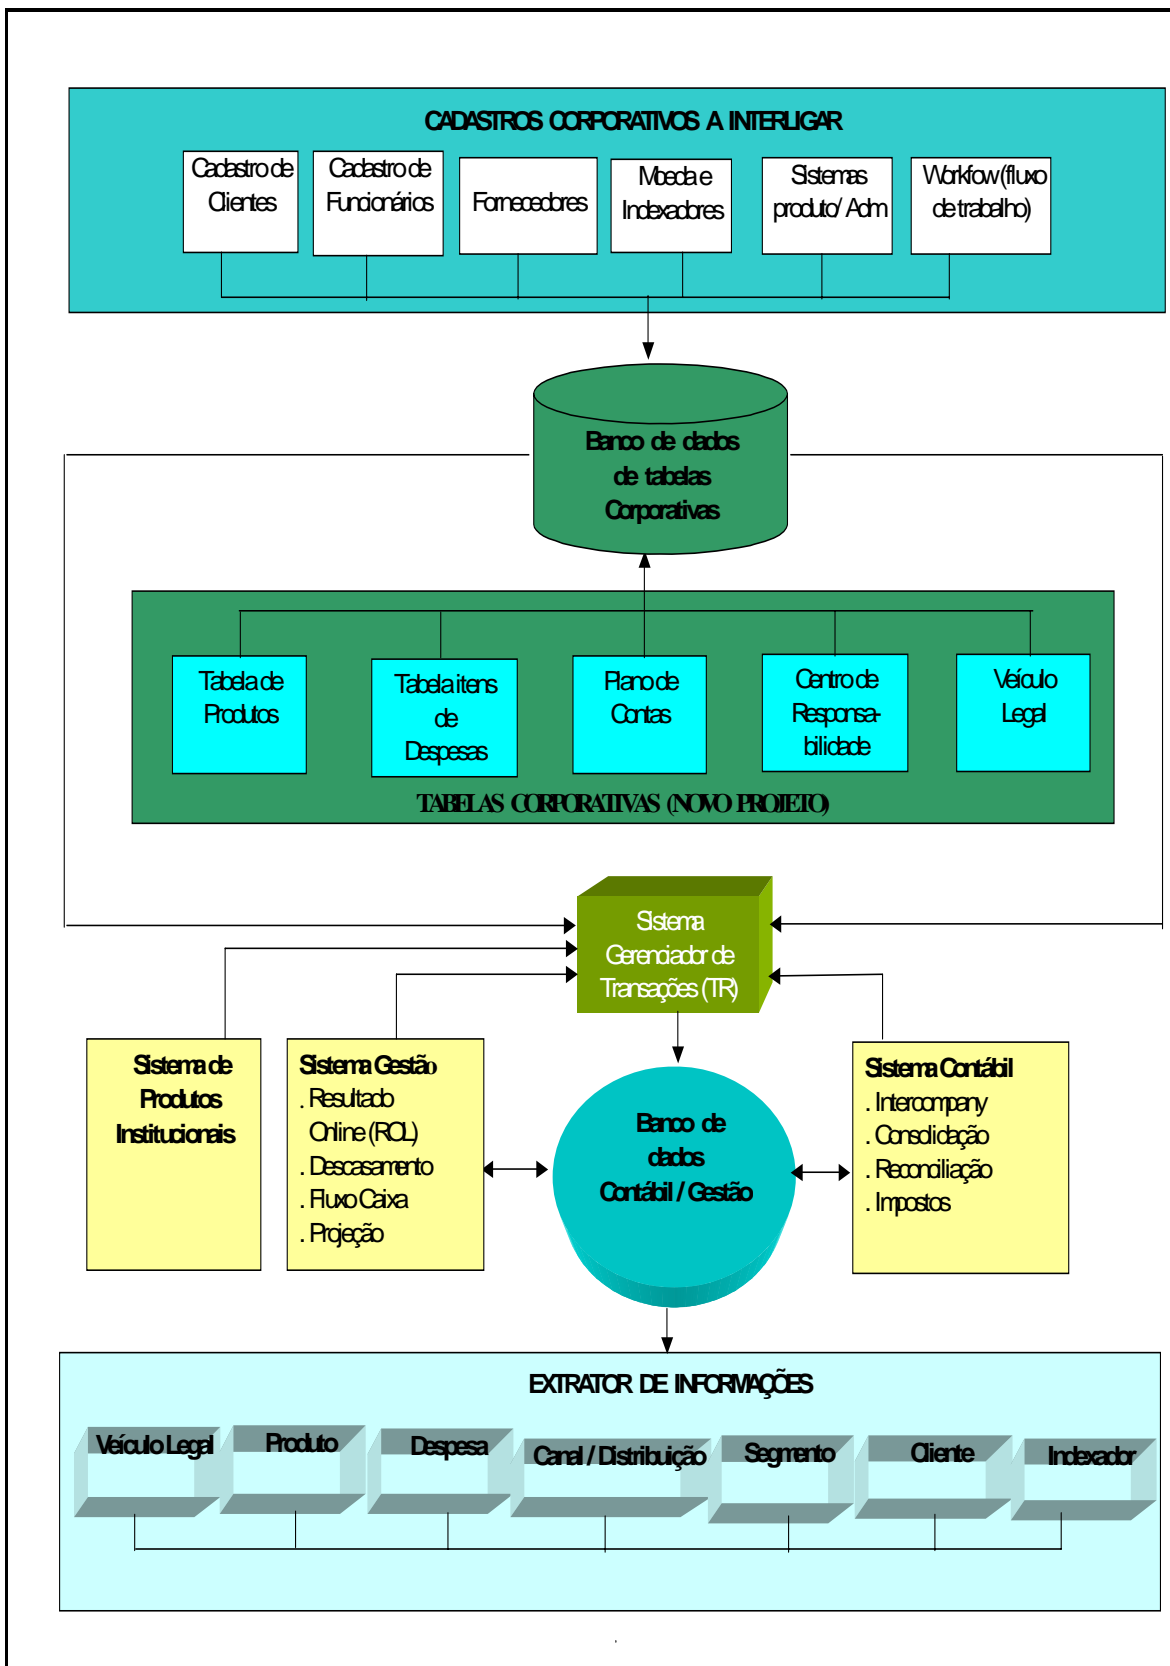 CADASTROS CORPORATIVOS A INTERLIGAR
Cadastro de
Clientes
Cadastro de
Funcionários
Fornecedores
Moeda e
Indexadores
Sistemas
produto/ Adm
Workfow (fluxo
de trabalho)
Banco de dados
de tabelas
Corporativas
Tabela de
Produtos
Tabela itens
de
Despesas
Plano de
Contas
Centro de
Responsa-
bilidade
Veículo
Legal
TABELAS CORPORATIVAS (NOVO PROJETO)
Sistema
Gerenciador de
Transações (TR)
Sistema de
Produtos
Institucionais
Sistema Gestão
. Resultado
Online (ROL)
. Descasamento
. Fluxo Caixa
. Projeção
Banco de
dados
Contábil / Gestão
Sistema Contábil
. Intercompany
. Consolidação
. Reconciliação
. Impostos
EXTRATOR DE INFORMAÇÕES
Veículo Legal
Produto
Despesa
Canal / Distribuição
Segmento
Cliente
Indexador